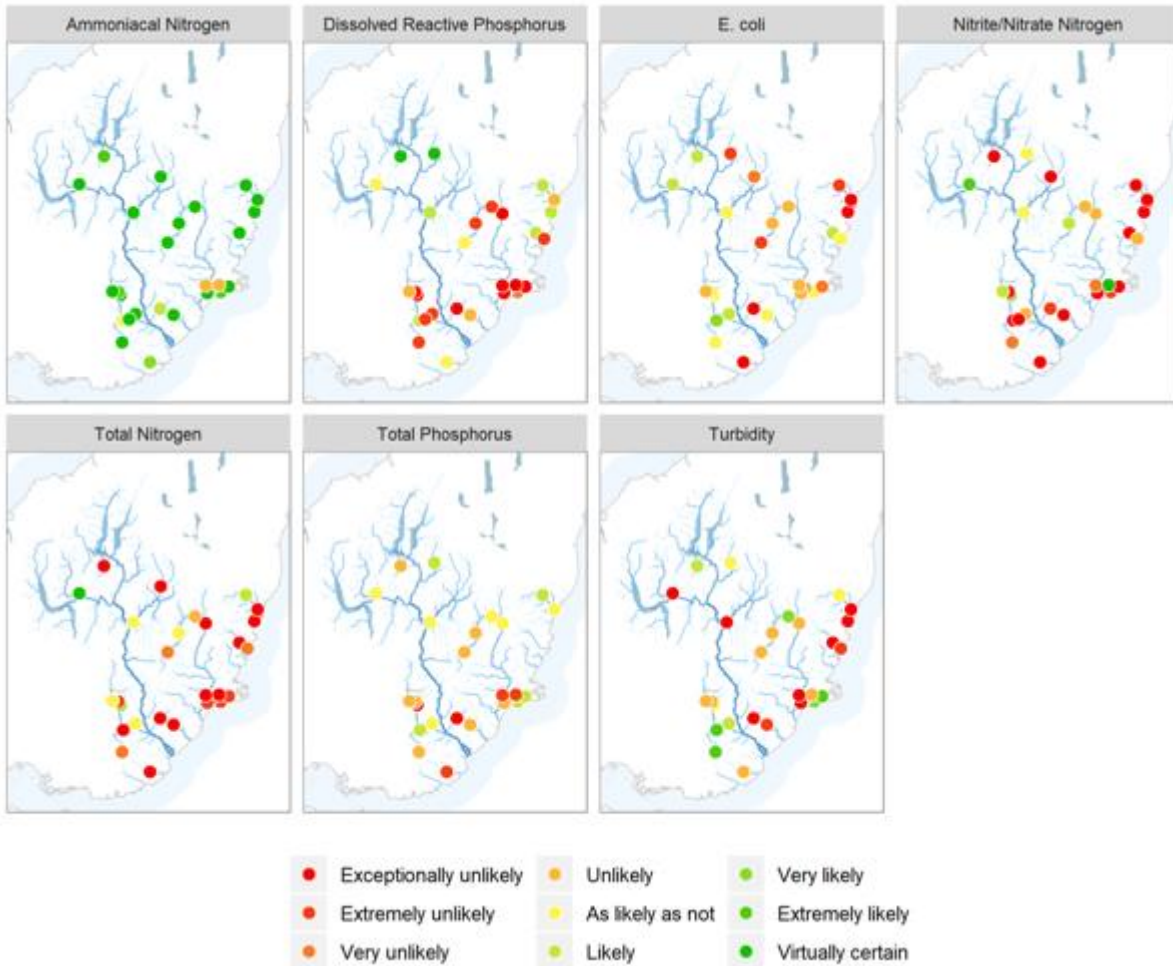 Ammoniacal Nitrogen
Dissolved Reactive Phosphorus
E. coli
Nitrite/Nitrate Nitrogen
Total Nitrogen
Total Phosphorus
Turbidity
Exceptionally unlikely
Unlikely
Very likely
Extremely unlikely
As likely as not
Extremely likely
Very unlikely
Likely
Virtually certain